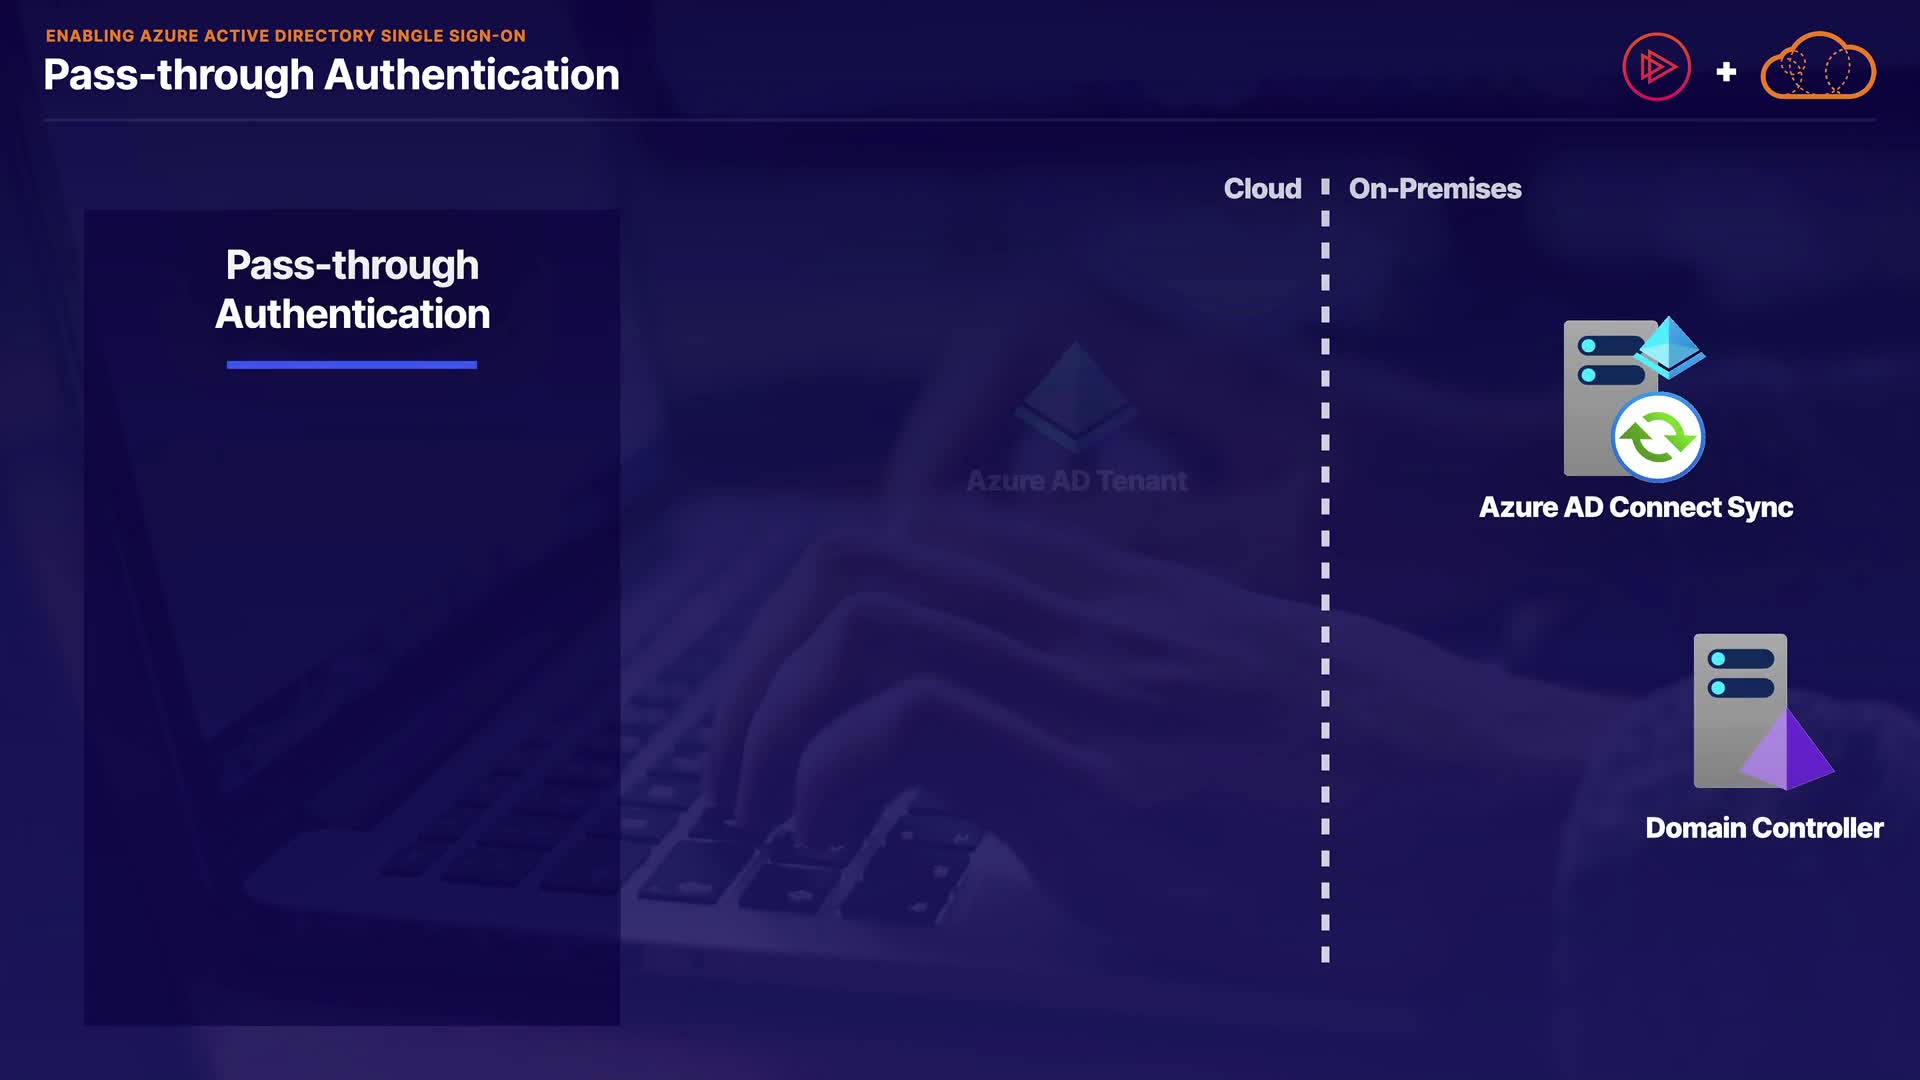 ENABLING AZURE ACTIVE DIRECTORY SINGLE SIGN-ON
Pass-through Authentication
Cloud
On-Premises
Pass-through
Authentication
Azure AD Tenant
Azure AD Connect Sync
Domain Controller